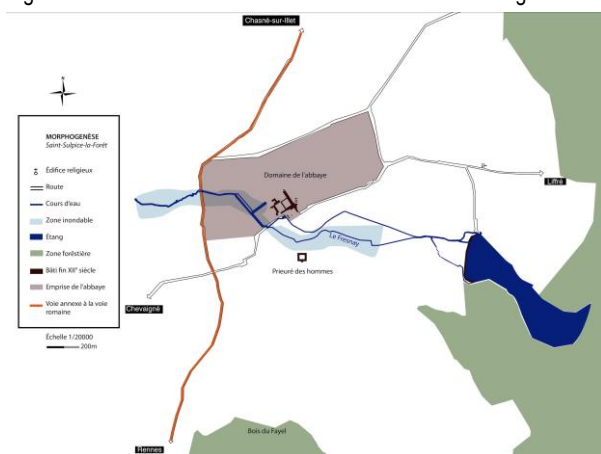 Chasné-sur-Illet
N
MORPHOGENÈSE
Saint-Sulpice-la-Forêt
Édifice religieux
Route
Cours d'eau
Zone inondable
Étang
Zone forêstière
Bâti fin XIIe siècle
Emprise de l'abbaye
Voie annexe à la voie
romaine
Échelle 1/20000
200m
Domaine de l'abbaye
Liffré
Le Fresnay
Prieuré des hommes
Chevaigné
Bois du Fayel
Rennes